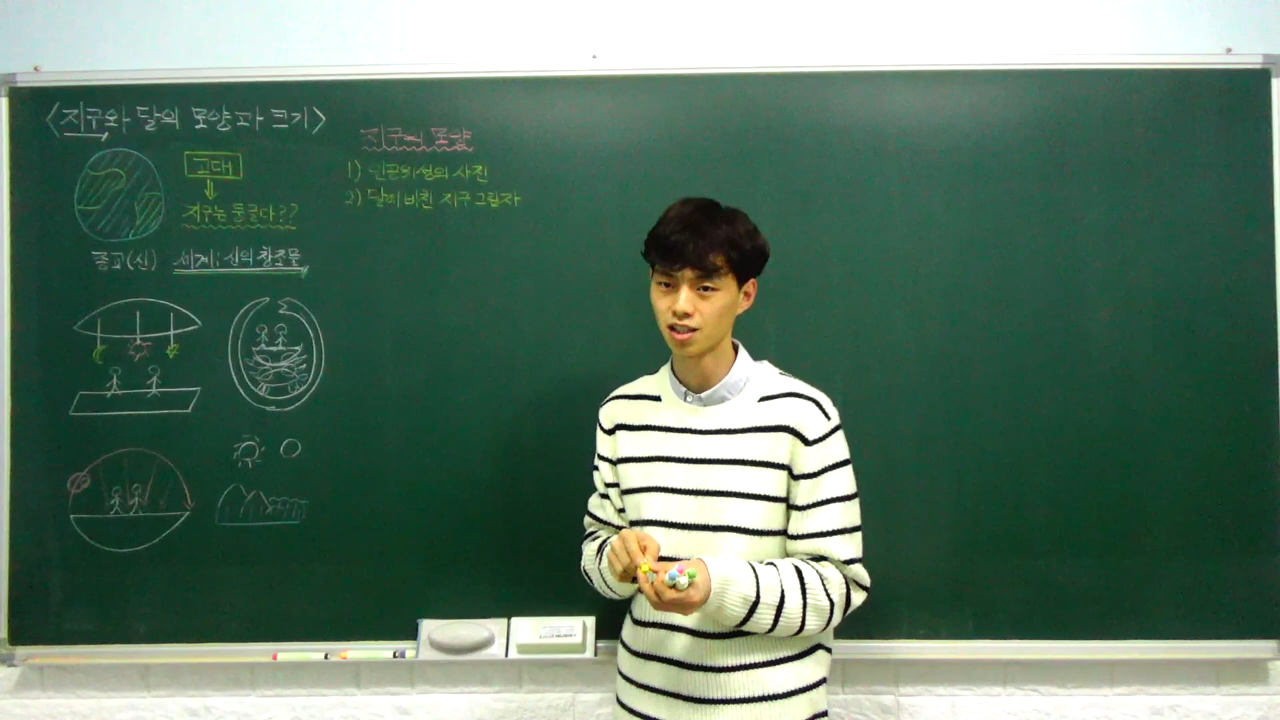 <지구와 달의 모양과 크기>
고대
지구는 둥글다??
종교(신) 세계 : 신의 창조물
지구의 모양
1) 인공위성의 사진
2) 달에 비친 지구 그림자